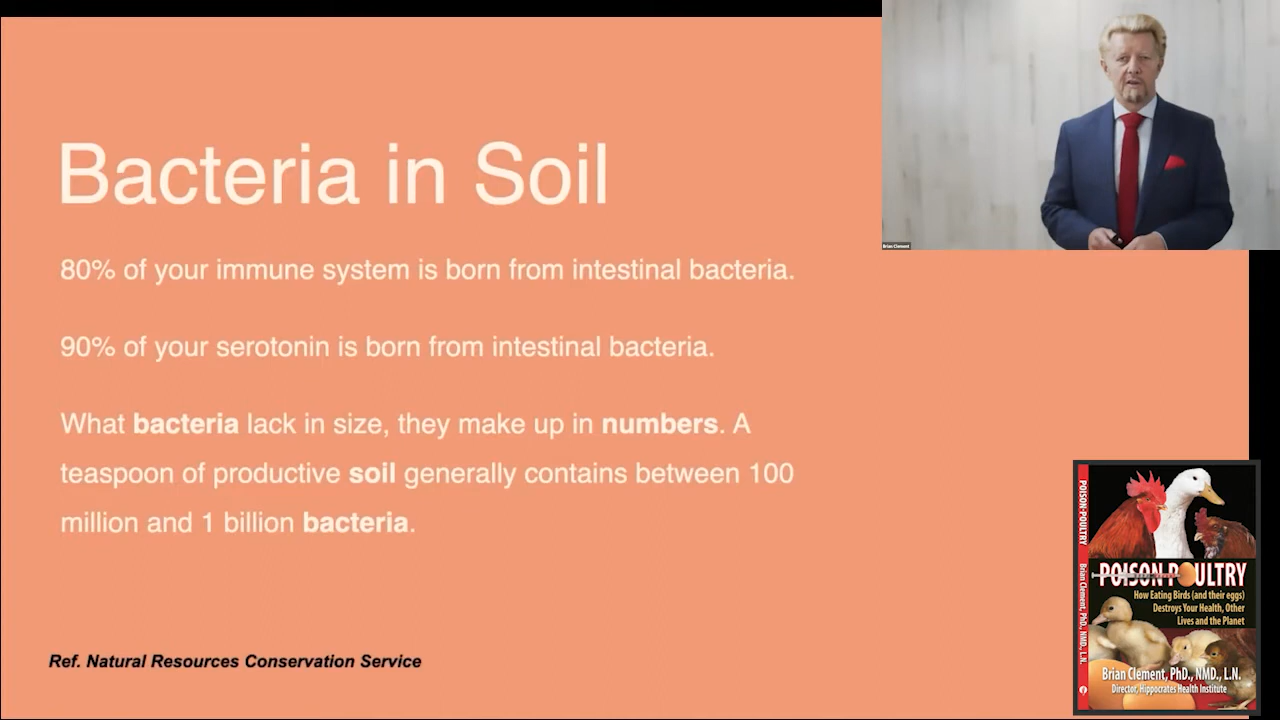 Bacteria in Soil
80% of your immune system is born from intestinal bacteria.
90% of your serotonin is born from intestinal bacteria.
What bacteria lack in size, they make up in numbers. A
teaspoon of productive soil generally contains between 100
million and 1 billion bacteria.
Ref. Natural Resources Conservation Service
Brian Clement
POISON POULTRY
Brian Clement, PhD., NMD., L.N.
POISON POULTRY
How Eating Birds (and their eggs)
Destroys Your Health, Other
Lives and the Planet
Brian Clement, PhD., NMD., L.N.
Director, Hippocrates Health Institute